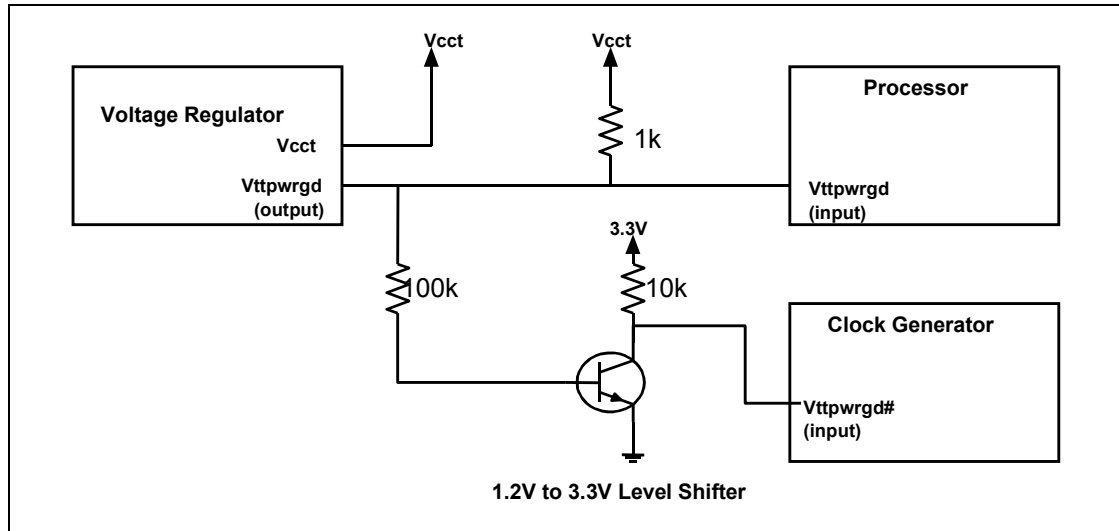 Vcct
Vcct
Voltage Regulator
Vcct
Vttpwrgd
(output)
1k
Processor
Vttpwrgd
(input)
3.3V
100k
10k
Clock Generator
Vttpwrgd#
(input)
1.2V to 3.3V Level Shifter